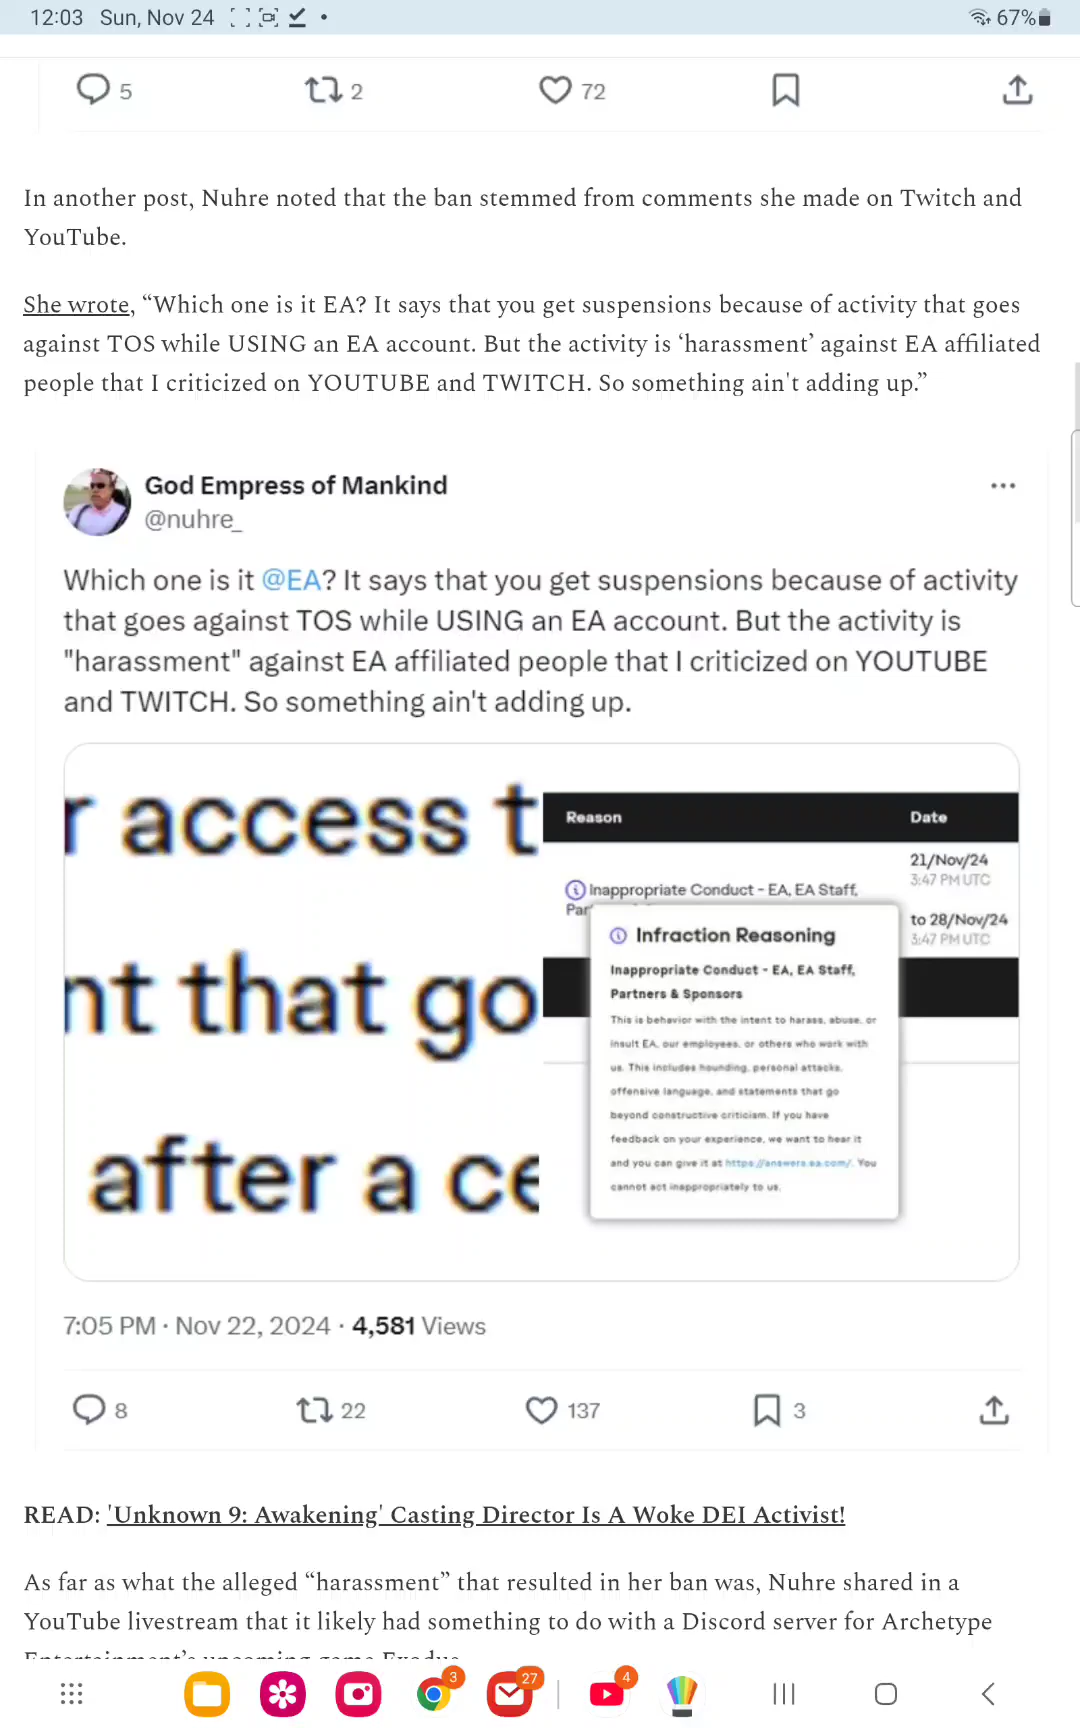 12:03 Sun, Nov 24
67%
5 2 72
In another post, Nuhre noted that the ban stemmed from comments she made on Twitch and
YouTube.
She wrote, “Which one is it EA? It says that you get suspensions because of activity that goes
against TOS while USING an EA account. But the activity is ‘harassment’ against EA affiliated
people that I criticized on YOUTUBE and TWITCH. So something ain't adding up.”
God Empress of Mankind
@nuhre_
Which one is it @EA? It says that you get suspensions because of activity
that goes against TOS while USING an EA account. But the activity is
"harassment" against EA affiliated people that I criticized on YOUTUBE
and TWITCH. So something ain't adding up.
r access t
nt that go
after a ce
Reason Date
21/Nov/24
3:47 PM UTC
Inappropriate Conduct - EA, EA Staff,
Par
to 28/Nov/24
3:47 PM UTC
Infraction Reasoning
Inappropriate Conduct - EA, EA Staff,
Partners & Sponsors
This is behavior with the intent to harass, abuse, or
insult EA, our employees, or others who work with
us. This includes hounding, personal attacks,
offensive language, and statements that go
beyond constructive criticism. If you have
feedback on your experience, we want to hear it
and you can give it at https://answers.ea.com/. You
cannot act inappropriately to us.
7:05 PM · Nov 22, 2024 · 4,581 Views
8 22 137 3
READ: 'Unknown 9: Awakening' Casting Director Is A Woke DEI Activist!
As far as what the alleged “harassment” that resulted in her ban was, Nuhre shared in a
YouTube livestream that it likely had something to do with a Discord server for Archetype
Entertainment’s upcoming game Exodus
3 27 4